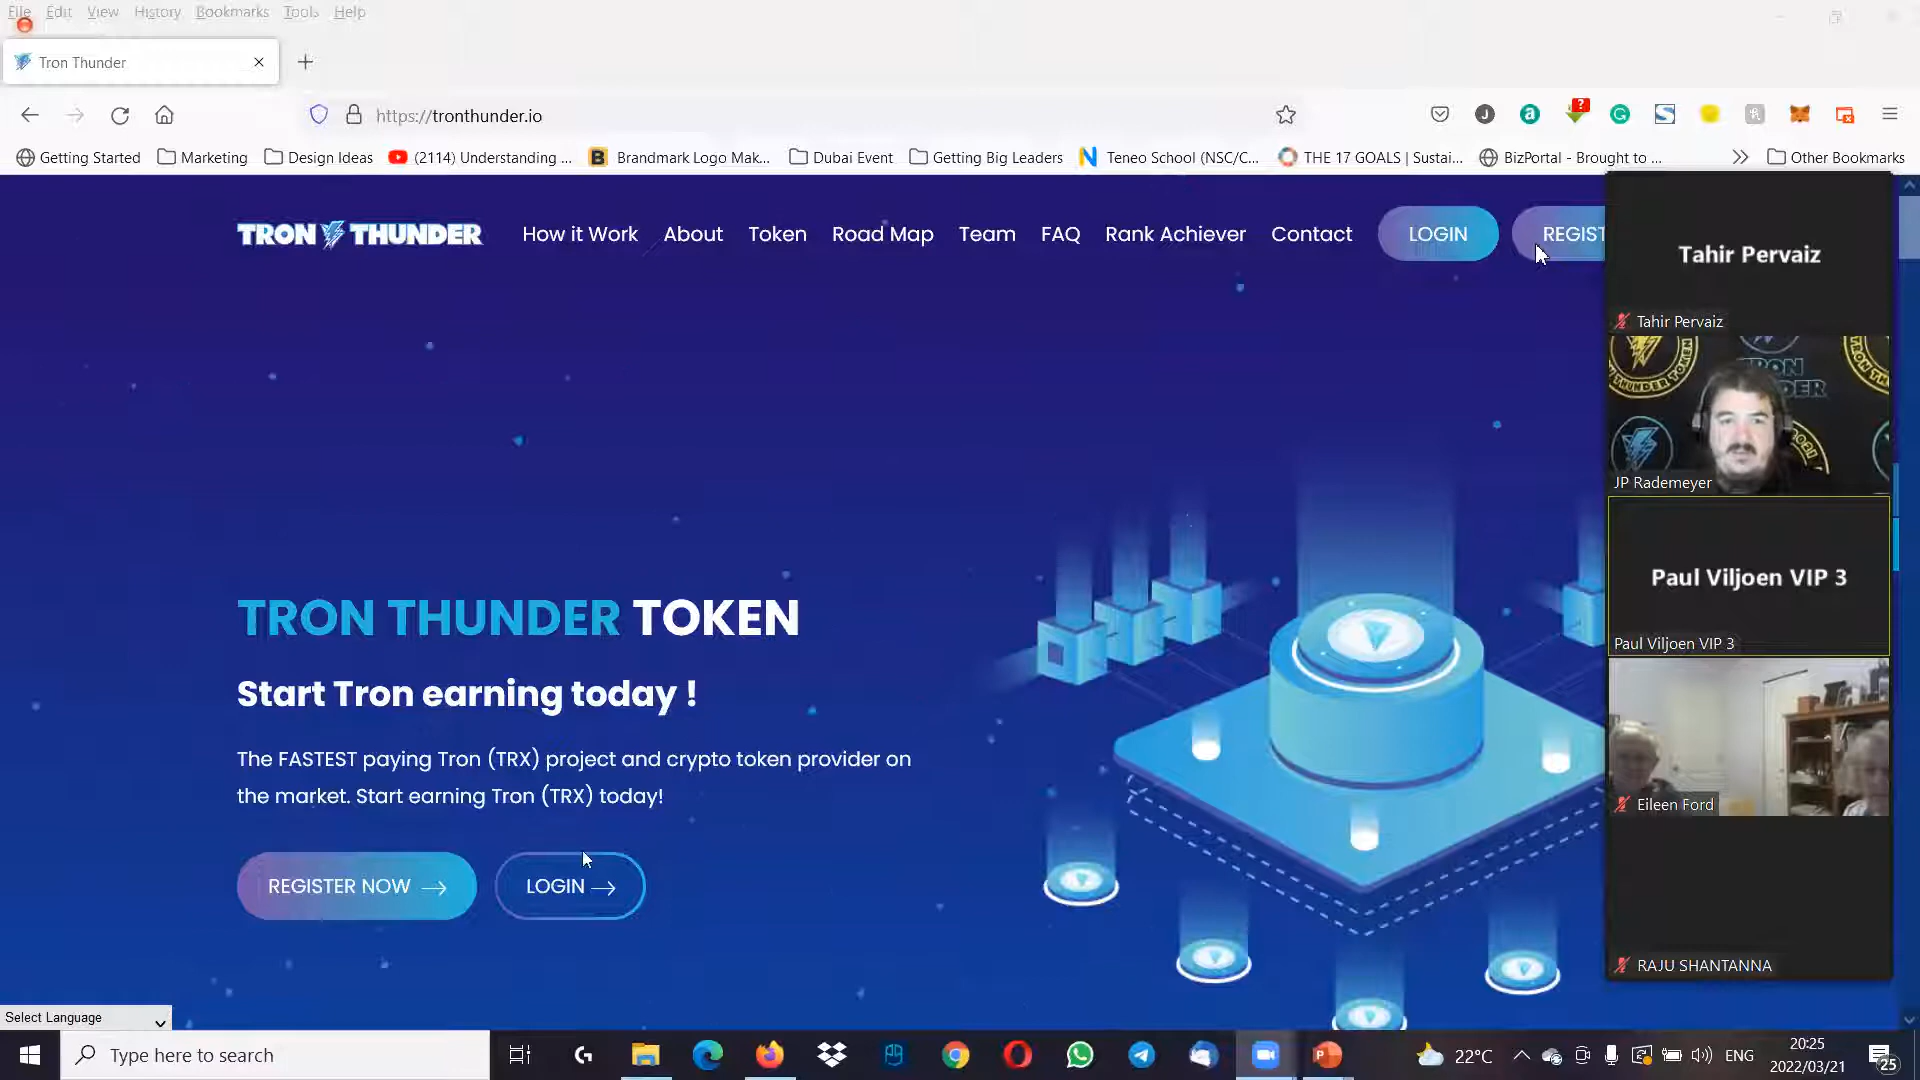 File Edit View History Bookmarks Tools Help
Tron Thunder
https://tronthunder.io
Getting Started Marketing Design Ideas (2114) Understanding ... Brandmark Logo Mak... Dubai Event Getting Big Leaders Teneo School (NSC/C... THE 17 GOALS | Sustai... BizPortal - Brought to ... Other Bookmarks
TRON THUNDER How it Work About Token Road Map Team FAQ Rank Achiever Contact LOGIN REGIST
Tahir Pervaiz
Tahir Pervaiz
JP Rademeyer
Paul Viljoen VIP 3
Paul Viljoen VIP 3
Eileen Ford
RAJU SHANTANNA
TRON THUNDER TOKEN
Start Tron earning today !
The FASTEST paying Tron (TRX) project and crypto token provider on
the market. Start earning Tron (TRX) today!
REGISTER NOW LOGIN
Select Language
Type here to search
22°C ENG
20:25
2022/03/21
25